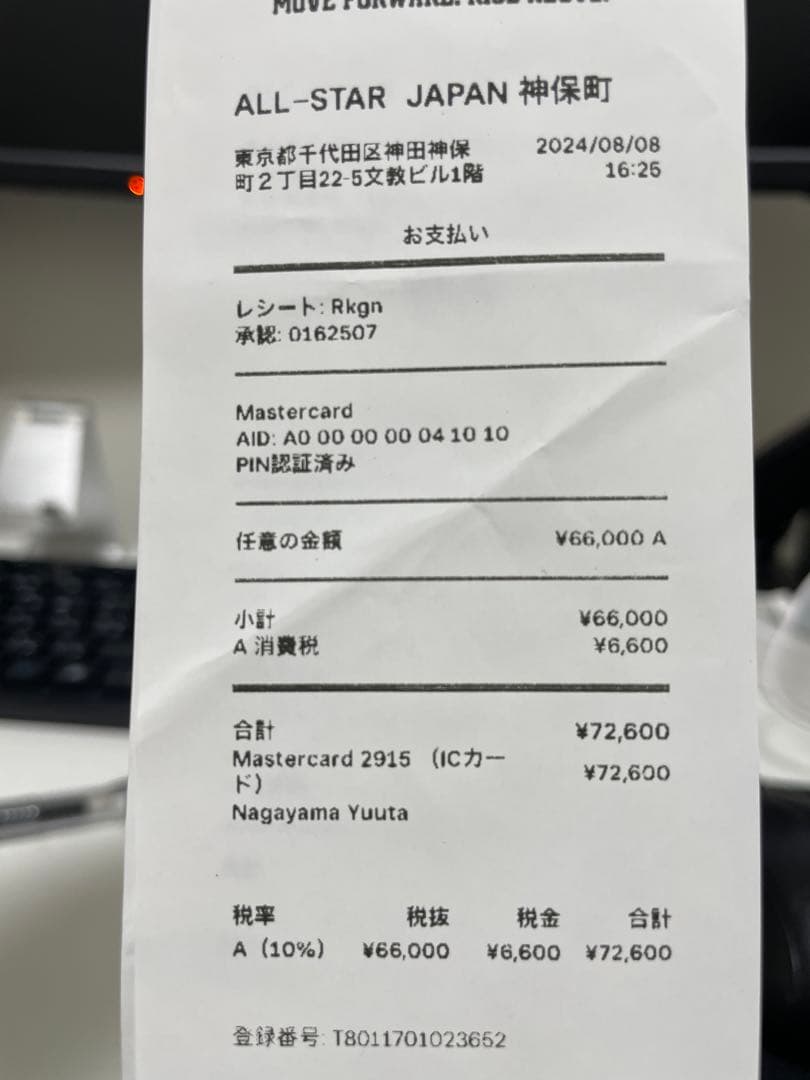 ALL-STAR JAPAN 神保町
東京都千代田区神田神保 2024/08/08
町２丁目22-5文教ビル1階 16:25
お支払い
レシート: Rkgn
承認: 0162507
Mastercard
AID: A0 00 00 00 04 10 10
PIN認証済み
任意の金額 ¥66,000 A
小計 ¥66,000
A 消費税 ¥6,600
合計 ¥72,600
Mastercard 2915 （ICカー ¥72,600
ド）
Nagayama Yuuta
税率 税抜 税金 合計
A（10%） ¥66,000 ¥6,600 ¥72,600
登録番号: T8011701023652